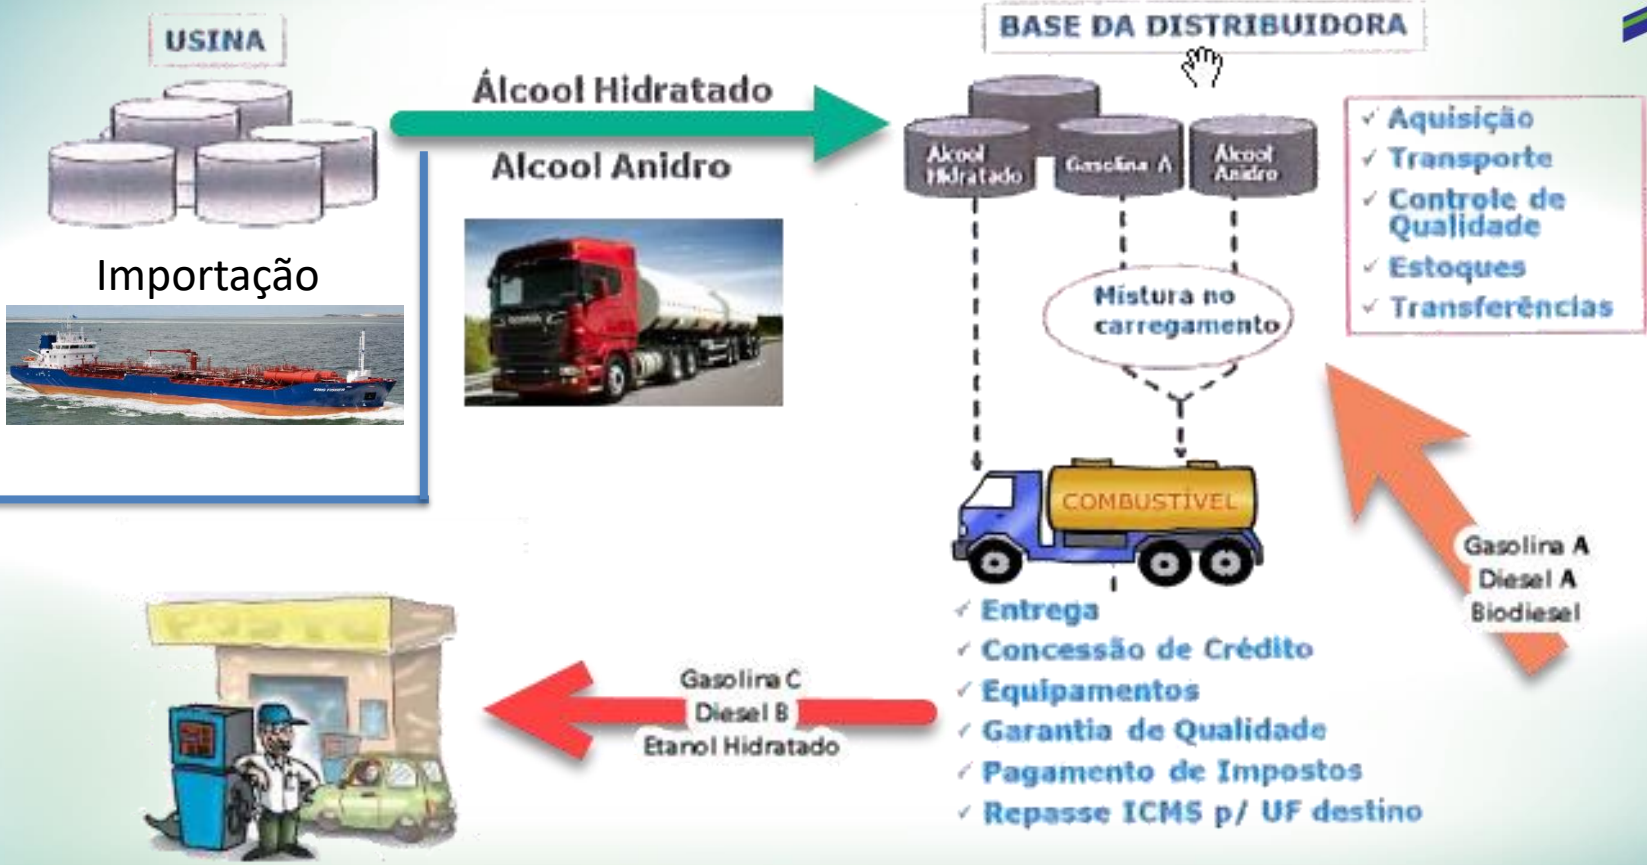 USINA
BASE DA DISTRIBUIDORA
Álcool Hidratado
Alcool Anidro
Importação
Álcool
Hidratado
Gasolina A
Álcool
Anidro
✓ Aquisição
✓ Transporte
✓ Controle de
Qualidade
✓ Estoques
✓ Transferências
Mistura no
carregamento
COMBUSTÍVEL
Gasolina A
Diesel A
Biodiesel
✓ Entrega
✓ Concessão de Crédito
✓ Equipamentos
✓ Garantia de Qualidade
✓ Pagamento de Impostos
✓ Repasse ICMS p/ UF destino
Gasolina C
Diesel B
Etanol Hidratado